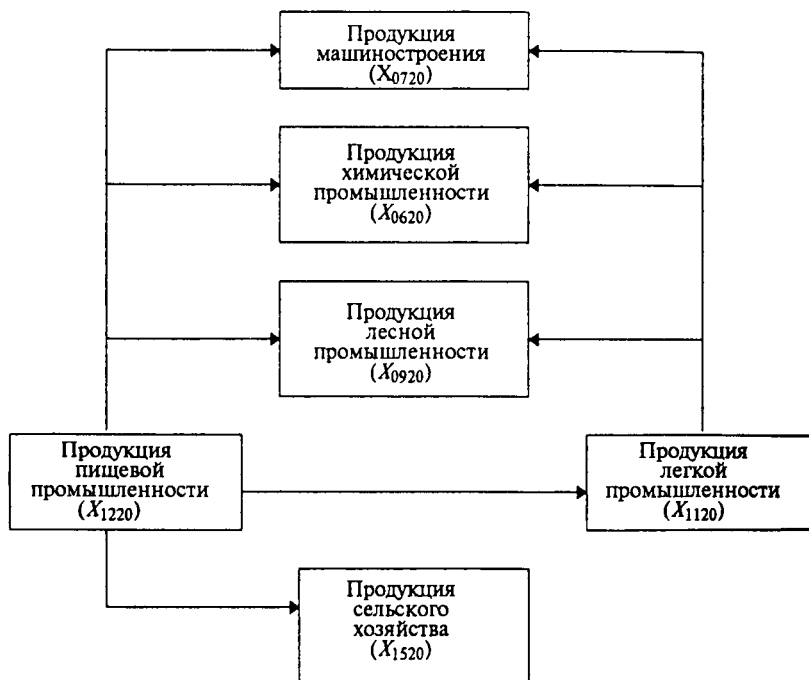 Продукция
машиностроения
(X0720)
Продукция
химической
промышленности
(X0620)
Продукция
лесной
промышленности
(X0920)
Продукция
пищевой
промышленности
(X1220)
Продукция
легкой
промышленности
(X1120)
Продукция
сельского
хозяйства
(X1520)